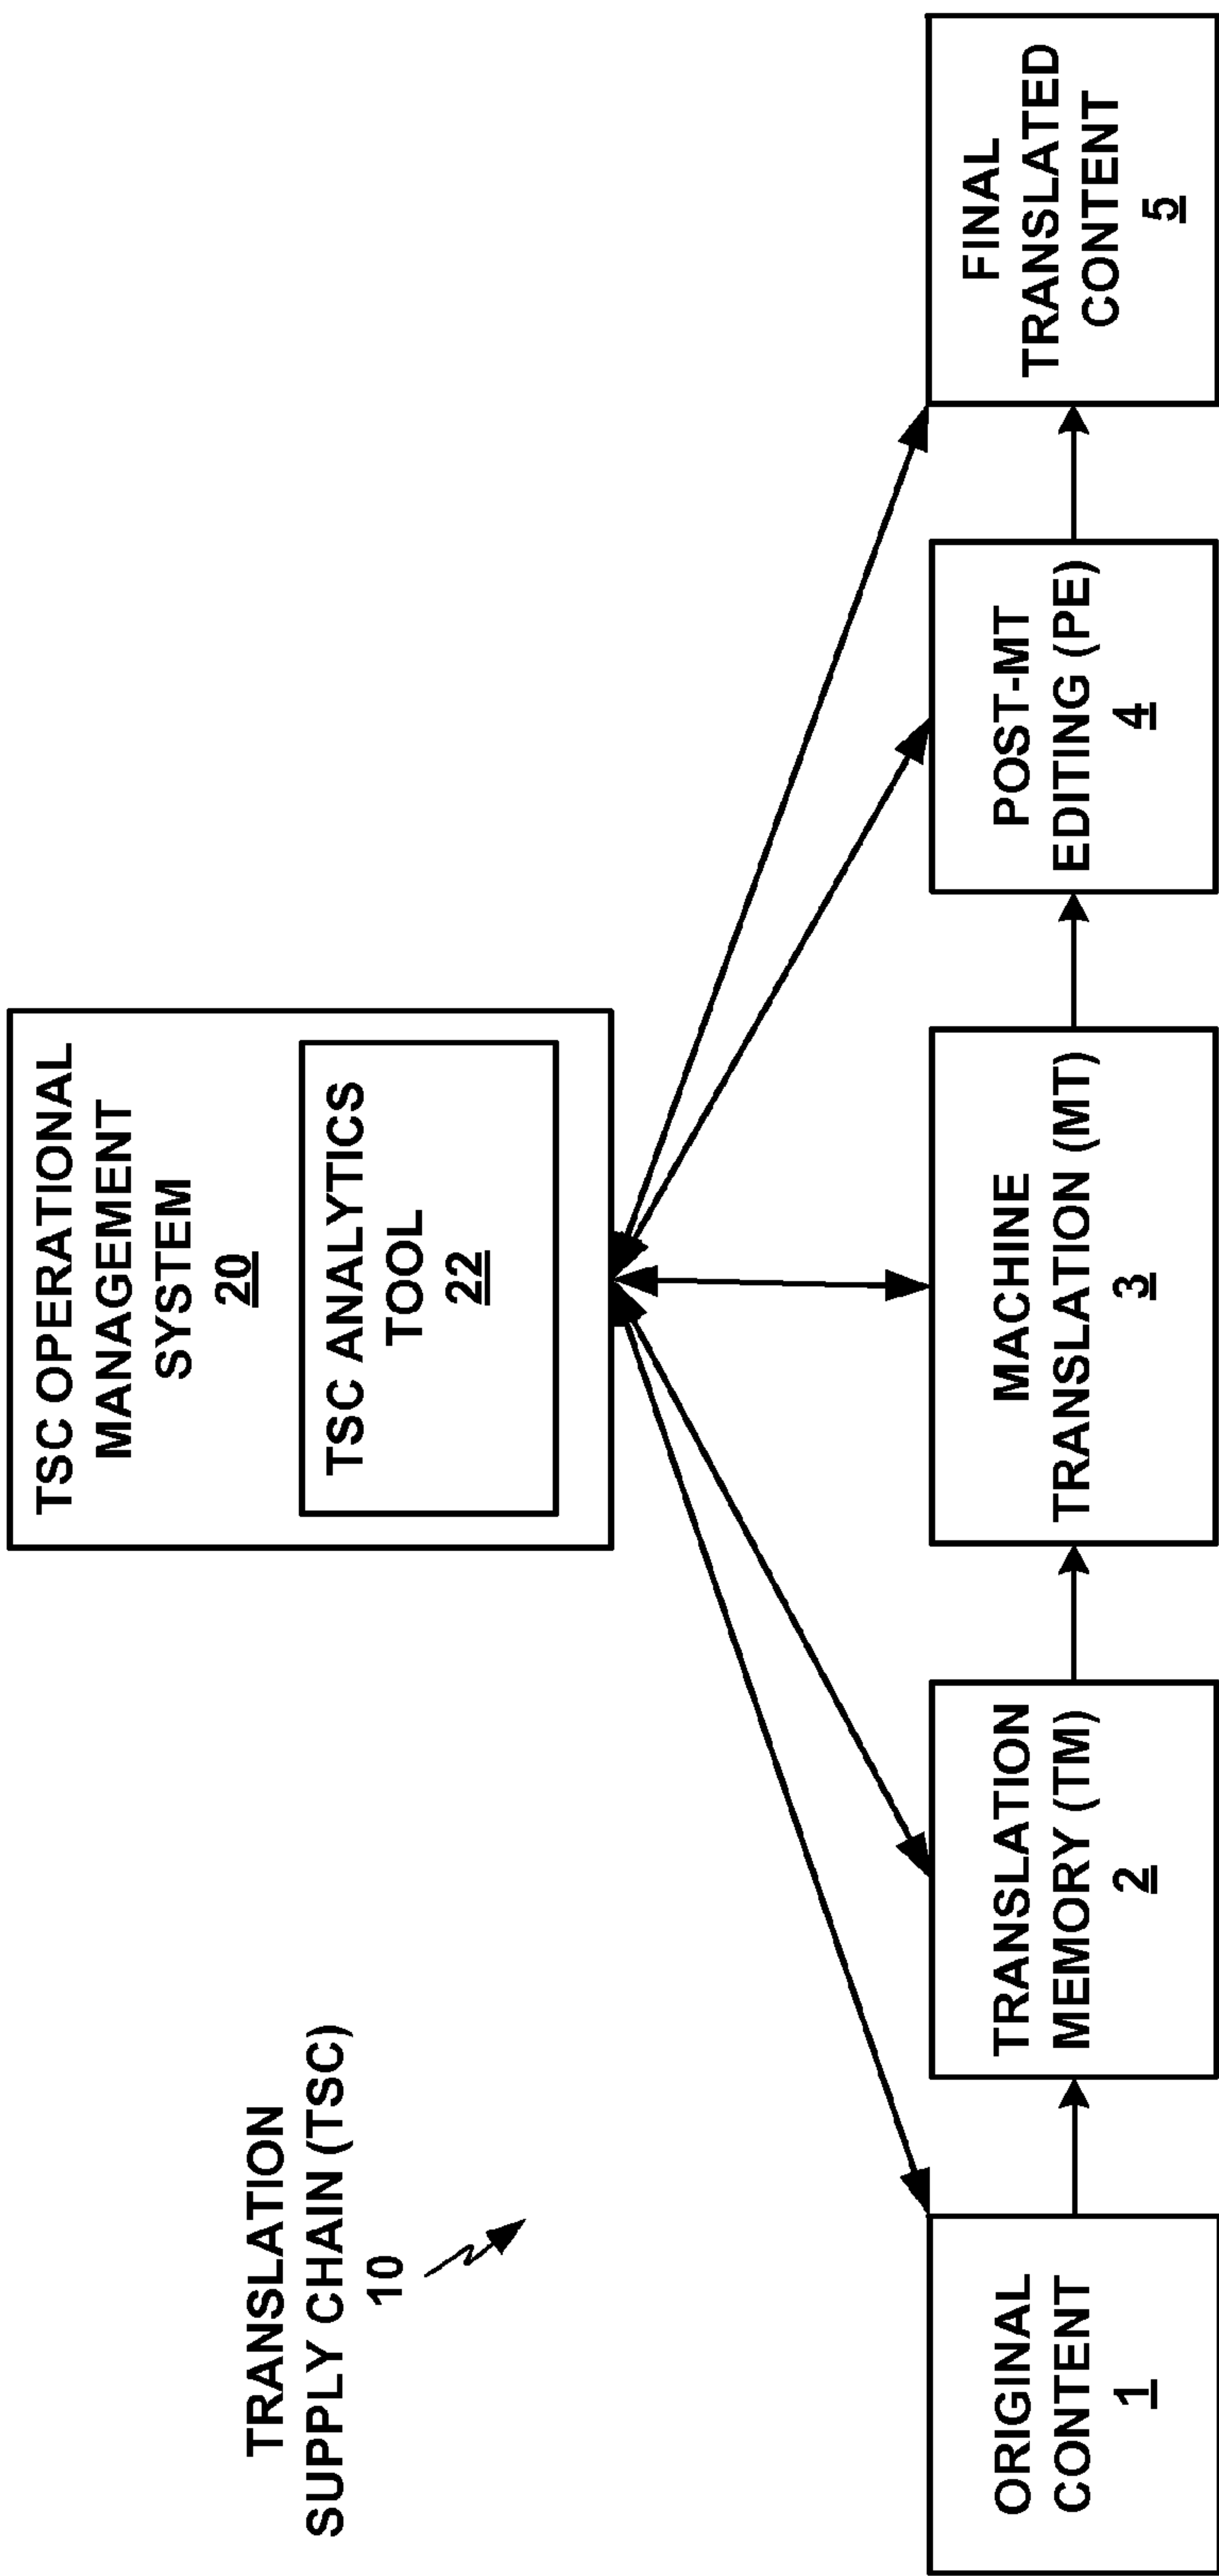 TRANSLATION
SUPPLY CHAIN (TSC)
10
TSC OPERATIONAL
MANAGEMENT
SYSTEM
20
TSC ANALYTICS
TOOL
22
ORIGINAL
CONTENT
1
TRANSLATION
MEMORY (TM)
2
MACHINE
TRANSLATION (MT)
3
POST-MT
EDITING (PE)
4
FINAL
TRANSLATED
CONTENT
5